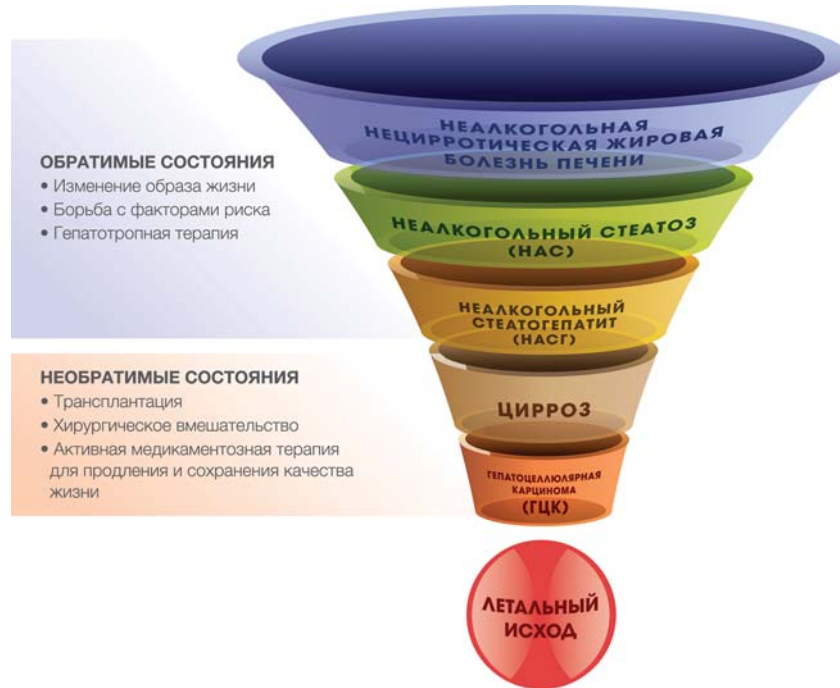 ОБРАТИМЫЕ СОСТОЯНИЯ
• Изменение образа жизни
• Борьба с факторами риска
• Гепатотропная терапия
НЕОБРАТИМЫЕ СОСТОЯНИЯ
• Трансплантация
• Хирургическое вмешательство
• Активная медикаментозная терапия
для продления и сохранения качества
жизни
НЕАЛКОГОЛЬНАЯ
НЕЦИРРОТИЧЕСКАЯ ЖИРОВАЯ
БОЛЕЗНЬ ПЕЧЕНИ
НЕАЛКОГОЛЬНЫЙ СТЕАТОЗ
(НАС)
НЕАЛКОГОЛЬНЫЙ
СТЕАТОГЕПАТИТ
(НАСГ)
ЦИРРОЗ
ГЕПАТОЦЕЛЛЮЛЯРНАЯ
КАРЦИНОМА
(ГЦК)
ЛЕТАЛЬНЫЙ
ИСХОД